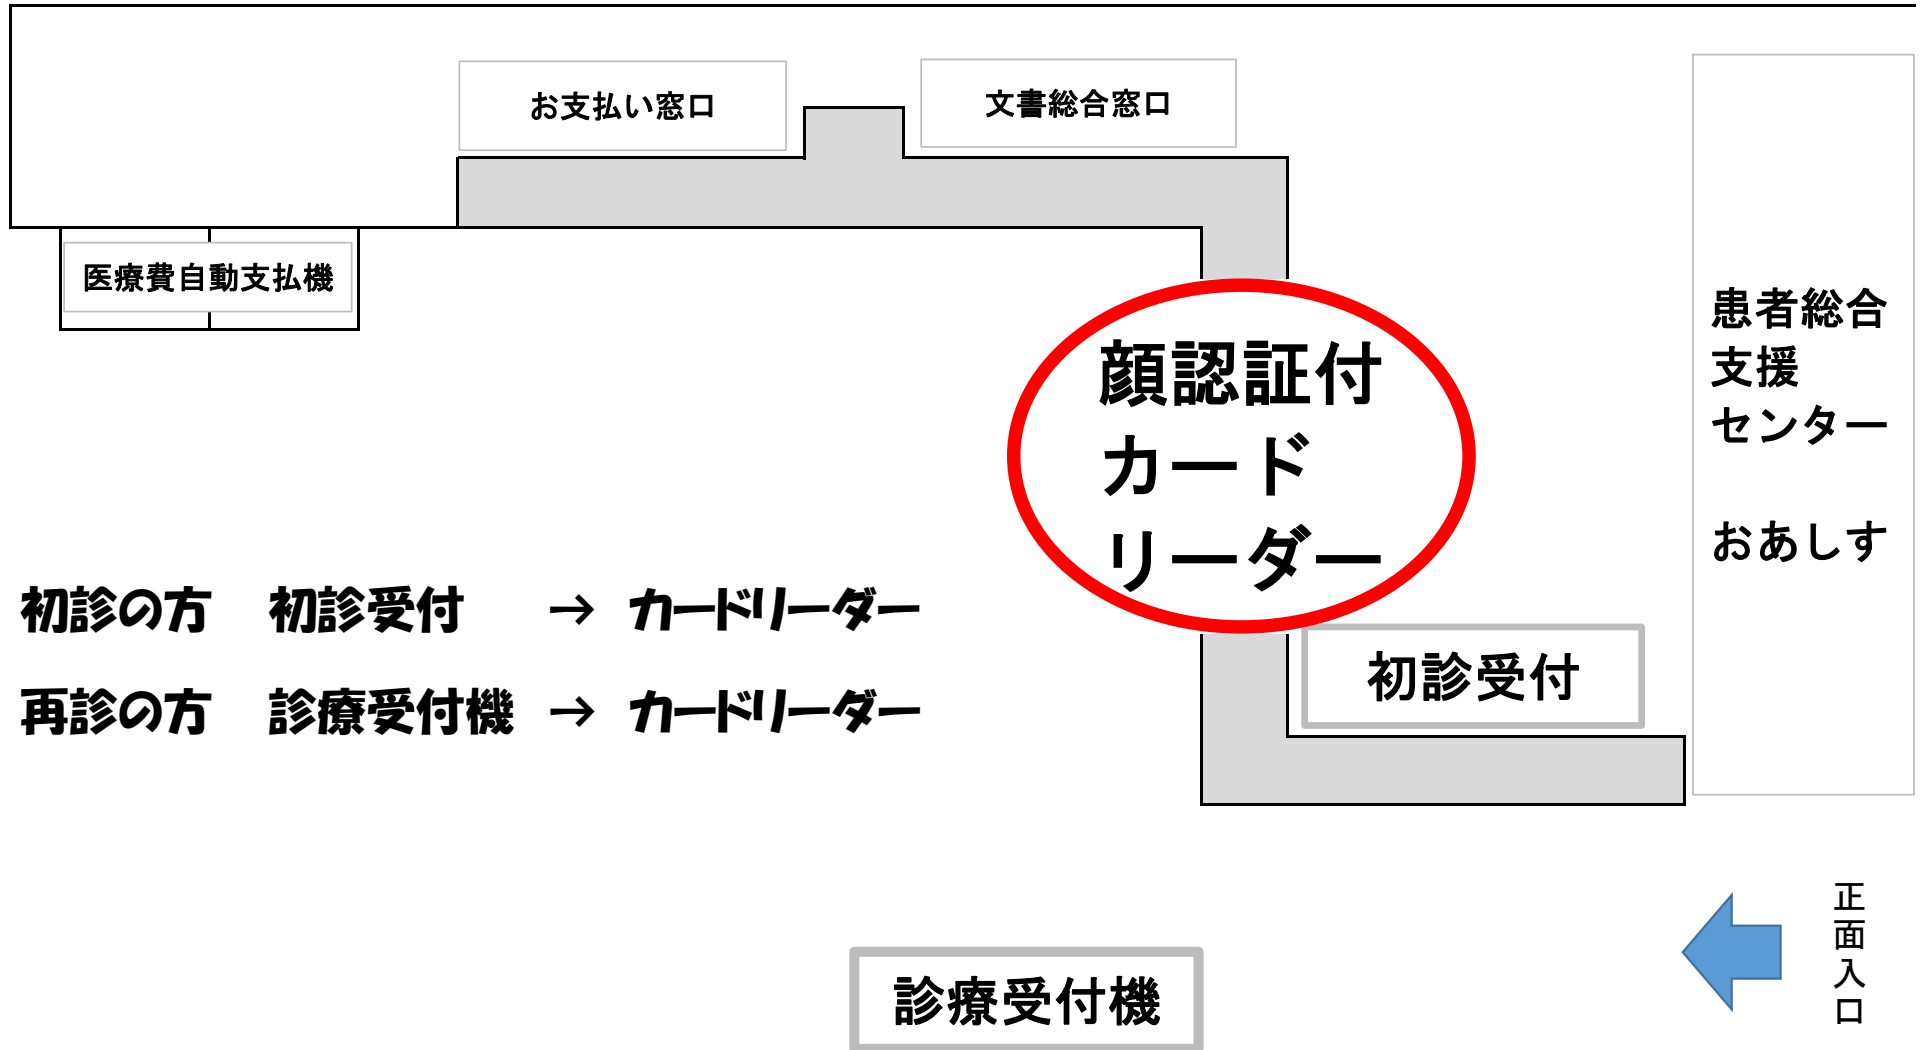 お支払い窓口
文書総合窓口
医療費自動支払機
患者総合
支援
センター
おあしす
顔認証付
カード
リーダー
初診の方　初診受付　→　カードリーダー
再診の方　診療受付機　→　カードリーダー
初診受付
正面入口
診療受付機